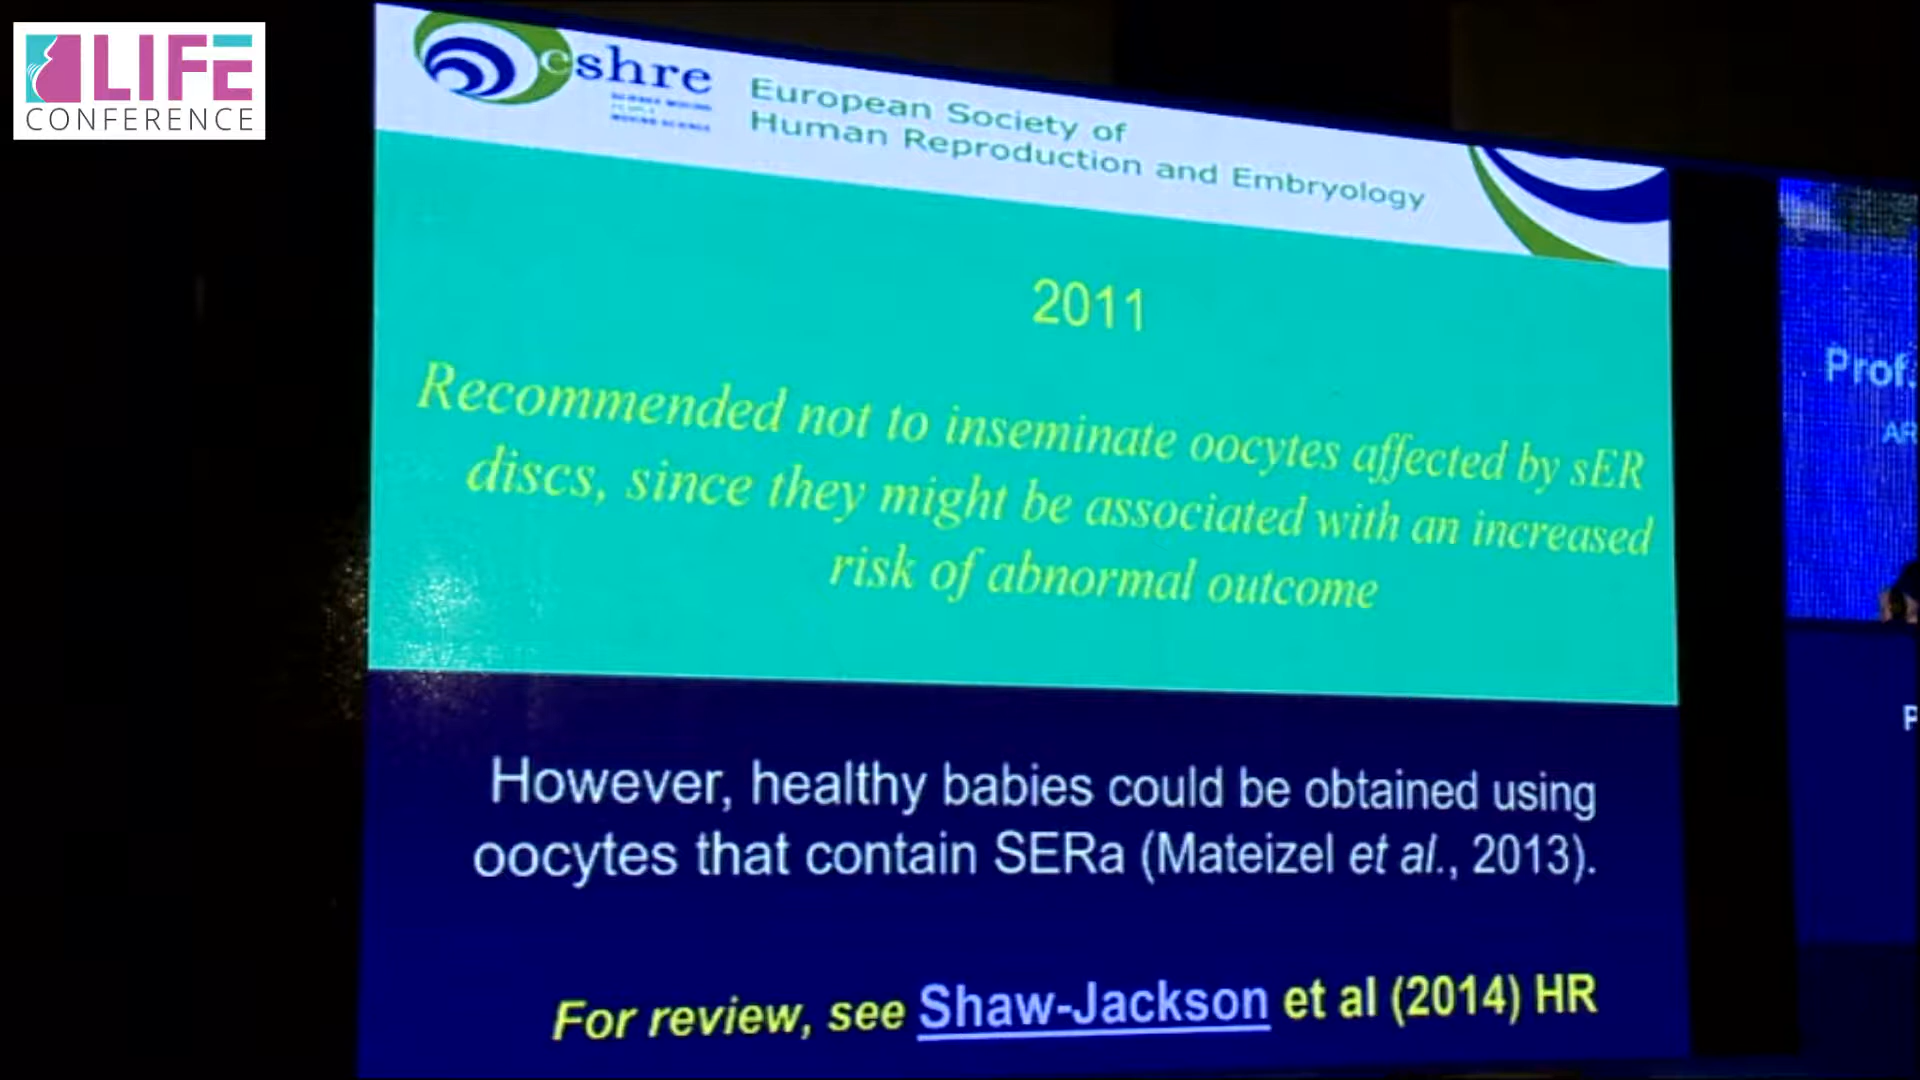 LIFE
CONFERENCE
eshre
European Society of
Human Reproduction and Embryology
2011
Recommended not to inseminate oocytes affected by sER
discs, since they might be associated with an increased
risk of abnormal outcome
However, healthy babies could be obtained using
oocytes that contain SERa (Mateizel et al., 2013).
For review, see Shaw-Jackson et al (2014) HR
Prof.
AR
P